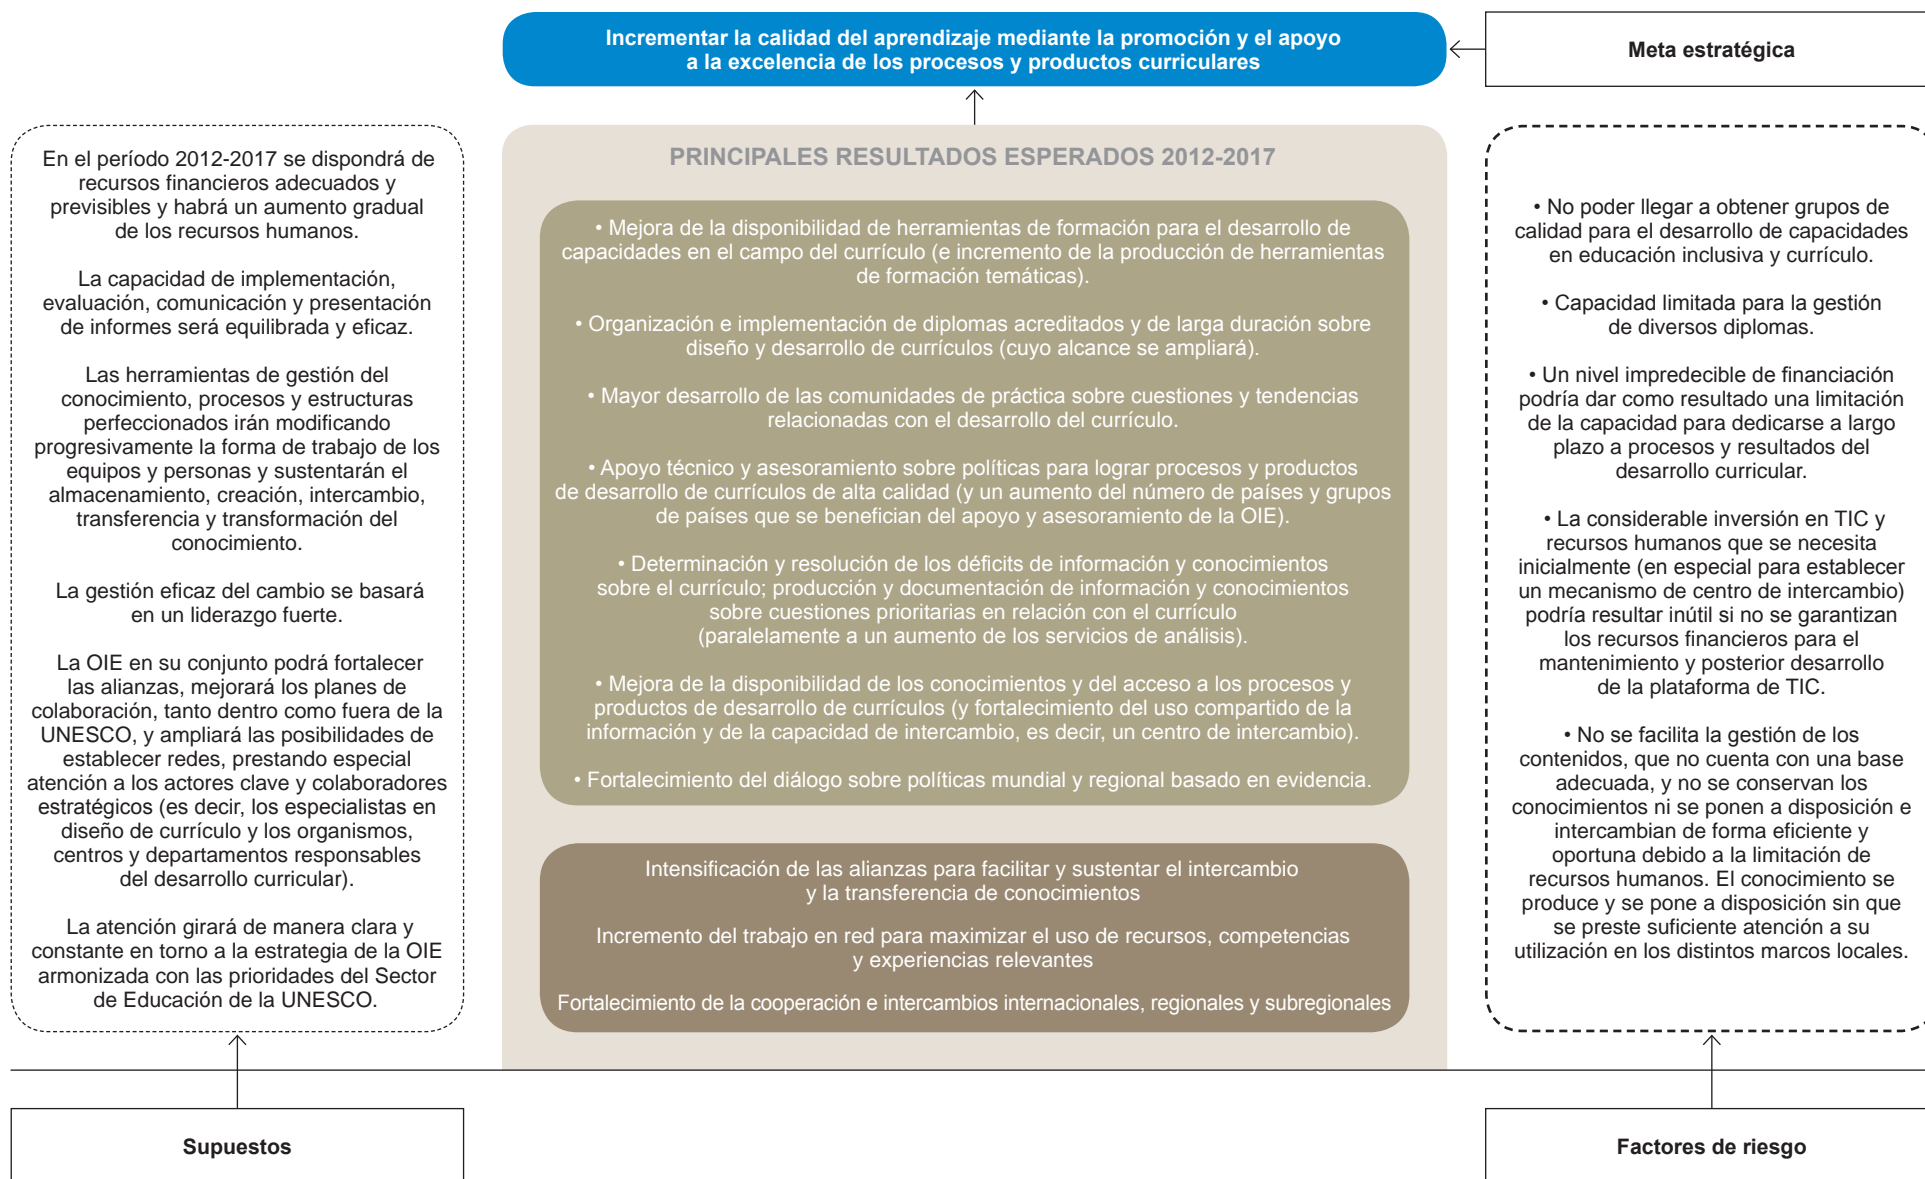 Incrementar la calidad del aprendizaje mediante la promoción y el apoyo
a la excelencia de los procesos y productos curriculares
Meta estratégica
En el período 2012-2017 se dispondrá de
recursos financieros adecuados y
previsibles y habrá un aumento gradual
de los recursos humanos.
La capacidad de implementación,
evaluación, comunicación y presentación
de informes será equilibrada y eficaz.
Las herramientas de gestión del
conocimiento, procesos y estructuras
perfeccionados irán modificando
progresivamente la forma de trabajo de los
equipos y personas y sustentarán el
almacenamiento, creación, intercambio,
transferencia y transformación del
conocimiento.
La gestión eficaz del cambio se basará
en un liderazgo fuerte.
La OIE en su conjunto podrá fortalecer
las alianzas, mejorará los planes de
colaboración, tanto dentro como fuera de la
UNESCO, y ampliará las posibilidades de
establecer redes, prestando especial
atención a los actores clave y colaboradores
estratégicos (es decir, los especialistas en
diseño de currículo y los organismos,
centros y departamentos responsables
del desarrollo curricular).
La atención girará de manera clara y
constante en torno a la estrategia de la OIE
armonizada con las prioridades del Sector
de Educación de la UNESCO.
Supuestos
PRINCIPALES RESULTADOS ESPERADOS 2012-2017
• Mejora de la disponibilidad de herramientas de formación para el desarrollo de
capacidades en el campo del currículo (e incremento de la producción de herramientas
de formación temáticas).
• Organización e implementación de diplomas acreditados y de larga duración sobre
diseño y desarrollo de currículos (cuyo alcance se ampliará).
• Mayor desarrollo de las comunidades de práctica sobre cuestiones y tendencias
relacionadas con el desarrollo del currículo.
• Apoyo técnico y asesoramiento sobre políticas para lograr procesos y productos
de desarrollo de currículos de alta calidad (y un aumento del número de países y grupos
de países que se benefician del apoyo y asesoramiento de la OIE).
• Determinación y resolución de los déficits de información y conocimientos
sobre el currículo; producción y documentación de información y conocimientos
sobre cuestiones prioritarias en relación con el currículo
(paralelamente a un aumento de los servicios de análisis).
• Mejora de la disponibilidad de los conocimientos y del acceso a los procesos y
productos de desarrollo de currículos (y fortalecimiento del uso compartido de la
información y de la capacidad de intercambio, es decir, un centro de intercambio).
• Fortalecimiento del diálogo sobre políticas mundial y regional basado en evidencia.
Intensificación de las alianzas para facilitar y sustentar el intercambio
y la transferencia de conocimientos
Incremento del trabajo en red para maximizar el uso de recursos, competencias
y experiencias relevantes
Fortalecimiento de la cooperación e intercambios internacionales, regionales y subregionales
• No poder llegar a obtener grupos de
calidad para el desarrollo de capacidades
en educación inclusiva y currículo.
• Capacidad limitada para la gestión
de diversos diplomas.
• Un nivel impredecible de financiación
podría dar como resultado una limitación
de la capacidad para dedicarse a largo
plazo a procesos y resultados del
desarrollo curricular.
• La considerable inversión en TIC y
recursos humanos que se necesita
inicialmente (en especial para establecer
un mecanismo de centro de intercambio)
podría resultar inútil si no se garantizan
los recursos financieros para el
mantenimiento y posterior desarrollo
de la plataforma de TIC.
• No se facilita la gestión de los
contenidos, que no cuenta con una base
adecuada, y no se conservan los
conocimientos ni se ponen a disposición e
intercambian de forma eficiente y
oportuna debido a la limitación de
recursos humanos. El conocimiento se
produce y se pone a disposición sin que
se preste suficiente atención a su
utilización en los distintos marcos locales.
Factores de riesgo